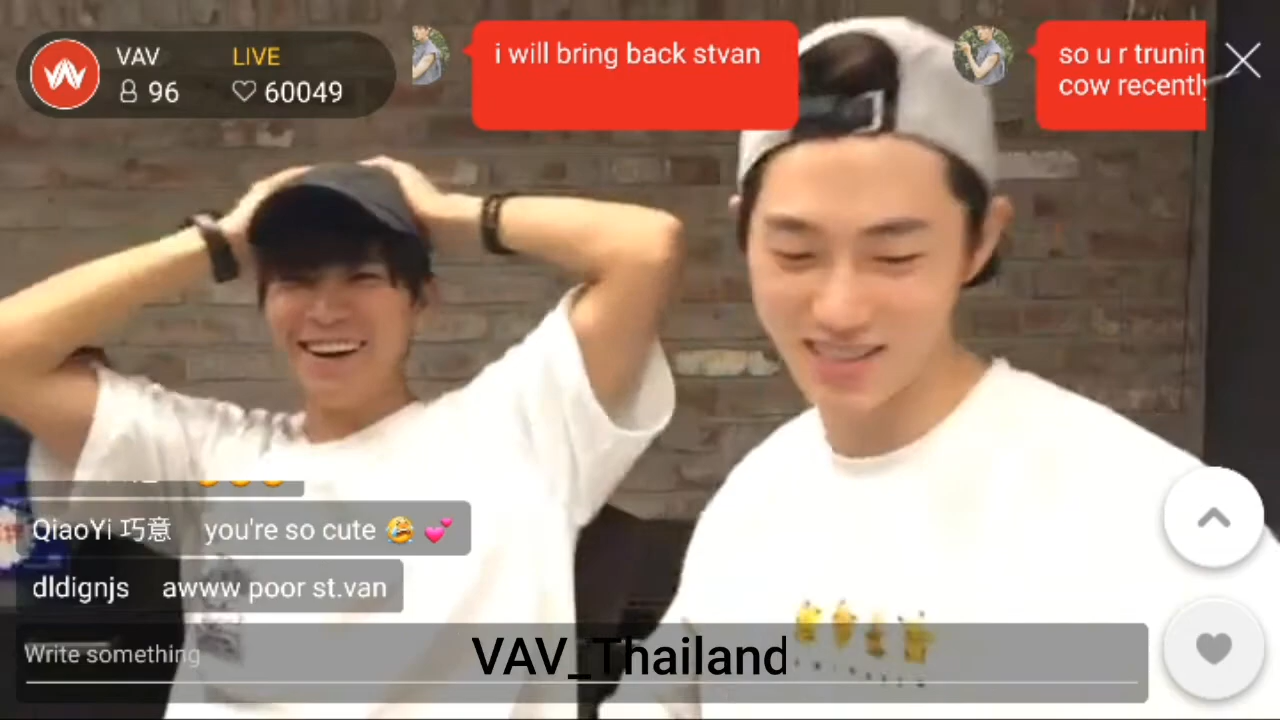 VAV LIVE
96 60049
i will bring back stvan
so u r trunin
cow recently
QiaoYi 巧意 you're so cute 🤣 💕
dldignjs awww poor st.van
Write something
VAV_Thailand